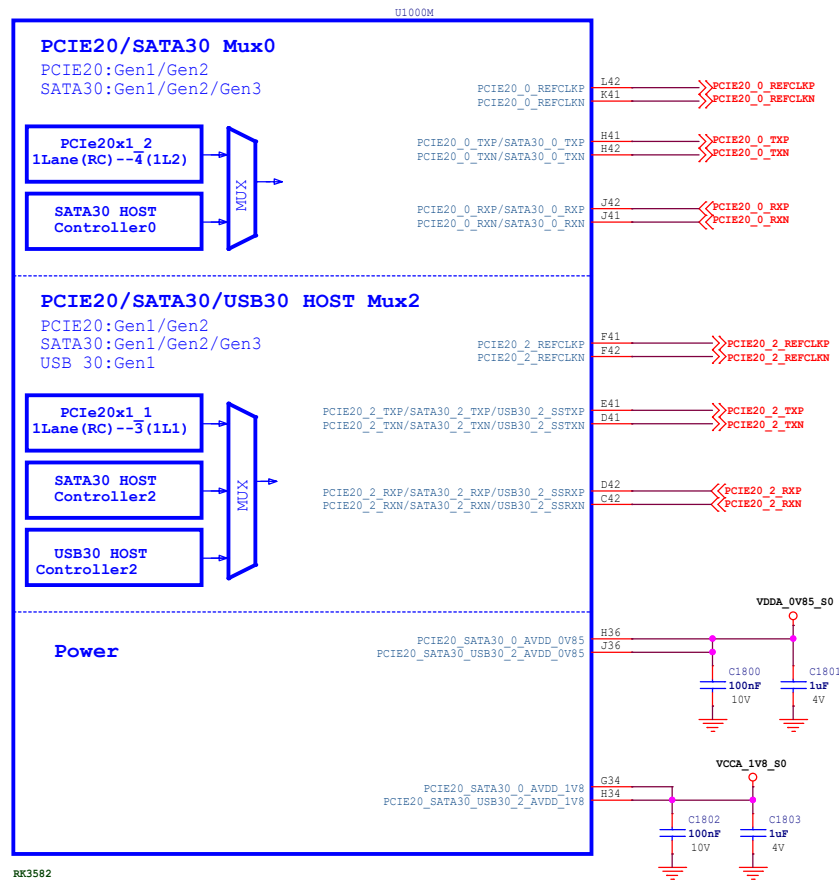 U1000M
PCIE20/SATA30 Mux0
PCIE20:Gen1/Gen2
SATA30:Gen1/Gen2/Gen3
PCIE20_0_REFCLKP L42 PCIE20_0_REFCLKP
PCIE20_0_REFCLKN K41 PCIE20_0_REFCLKN
PCIe20x1_2
1Lane(RC)--4(1L2)
MUX
PCIE20_0_TXP/SATA30_0_TXP H41 PCIE20_0_TXP
PCIE20_0_TXN/SATA30_0_TXN H42 PCIE20_0_TXN
SATA30 HOST
Controller0
PCIE20_0_RXP/SATA30_0_RXP J42 PCIE20_0_RXP
PCIE20_0_RXN/SATA30_0_RXN J41 PCIE20_0_RXN
PCIE20/SATA30/USB30 HOST Mux2
PCIE20:Gen1/Gen2
SATA30:Gen1/Gen2/Gen3
USB 30:Gen1
PCIE20_2_REFCLKP F41 PCIE20_2_REFCLKP
PCIE20_2_REFCLKN F42 PCIE20_2_REFCLKN
PCIe20x1_1
1Lane(RC)--3(1L1)
PCIE20_2_TXP/SATA30_2_TXP/USB30_2_SSTXP E41 PCIE20_2_TXP
PCIE20_2_TXN/SATA30_2_TXN/USB30_2_SSTXN D41 PCIE20_2_TXN
SATA30 HOST
Controller2
MUX
PCIE20_2_RXP/SATA30_2_RXP/USB30_2_SSRXP D42 PCIE20_2_RXP
PCIE20_2_RXN/SATA30_2_RXN/USB30_2_SSRXN C42 PCIE20_2_RXN
USB30 HOST
Controller2
Power
VDDA_0V85_S0
PCIE20_SATA30_0_AVDD_0V85 H36
PCIE20_SATA30_USB30_2_AVDD_0V85 J36
C1800
100nF
10V
C1801
1uF
4V
VCCA_1V8_S0
PCIE20_SATA30_0_AVDD_1V8 G34
PCIE20_SATA30_USB30_2_AVDD_1V8 H34
C1802
100nF
10V
C1803
1uF
4V
RK3582